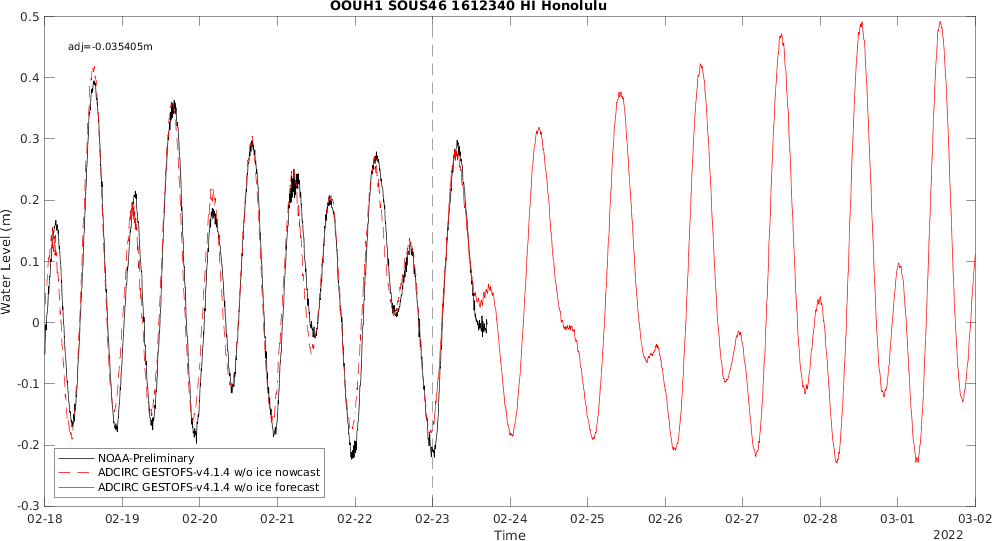 OOUH1 SOUS46 1612340 HI Honolulu
adj=-0.035405m
Water Level (m)
0.5
0.4
0.3
0.2
0.1
0
-0.1
-0.2
-0.3
NOAA-Preliminary
ADCIRC GESTOFS-v4.1.4 w/o ice nowcast
ADCIRC GESTOFS-v4.1.4 w/o ice forecast
02-18 02-19 02-20 02-21 02-22 02-23 02-24 02-25 02-26 02-27 02-28 03-01 03-02
Time
2022